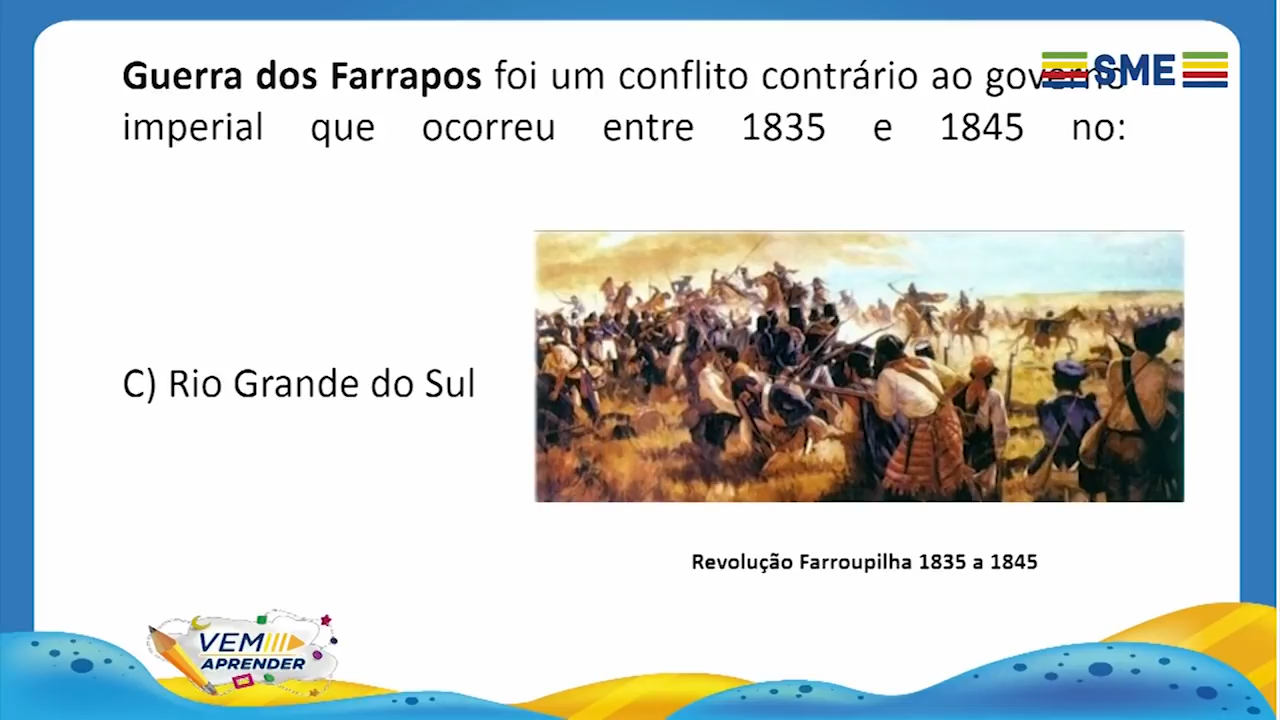 Guerra dos Farrapos foi um conflito contrário ao governo
SME
imperial que ocorreu entre 1835 e 1845 no:
C) Rio Grande do Sul
Revolução Farroupilha 1835 a 1845
VEM
APRENDER